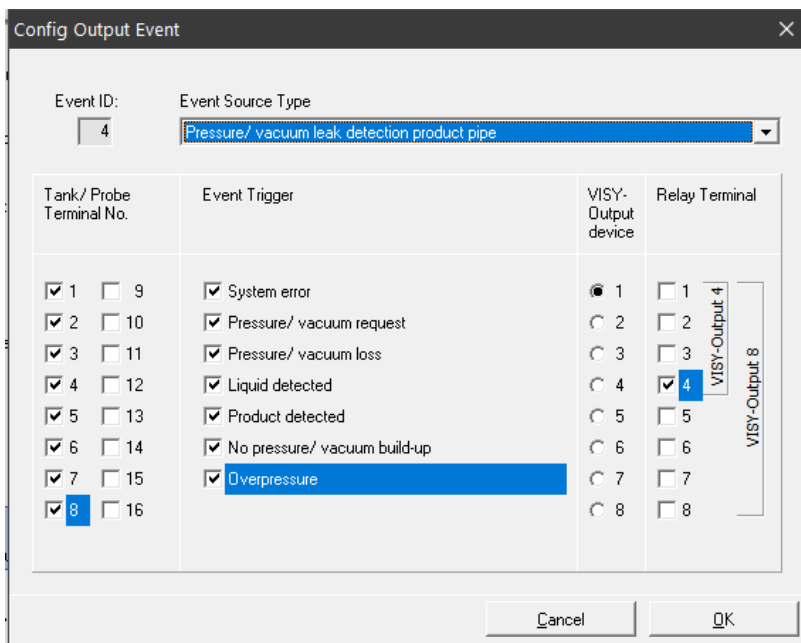 Config Output Event
Event ID:
Event Source Type
4
Pressure/ vacuum leak detection product pipe
Tank/ Probe
Terminal No.
Event Trigger
VISY-
Output
device
Relay Terminal
1 9 System error 1 1
2 10 Pressure/ vacuum request 2 2
3 11 Pressure/ vacuum loss 3 3
4 12 Liquid detected 4 4
5 13 Product detected 5 5
6 14 No pressure/ vacuum build-up 6 6
7 15 Overpressure 7 7
8 16 8 8
VISY-Output 4
VISY-Output 8
Cancel
OK